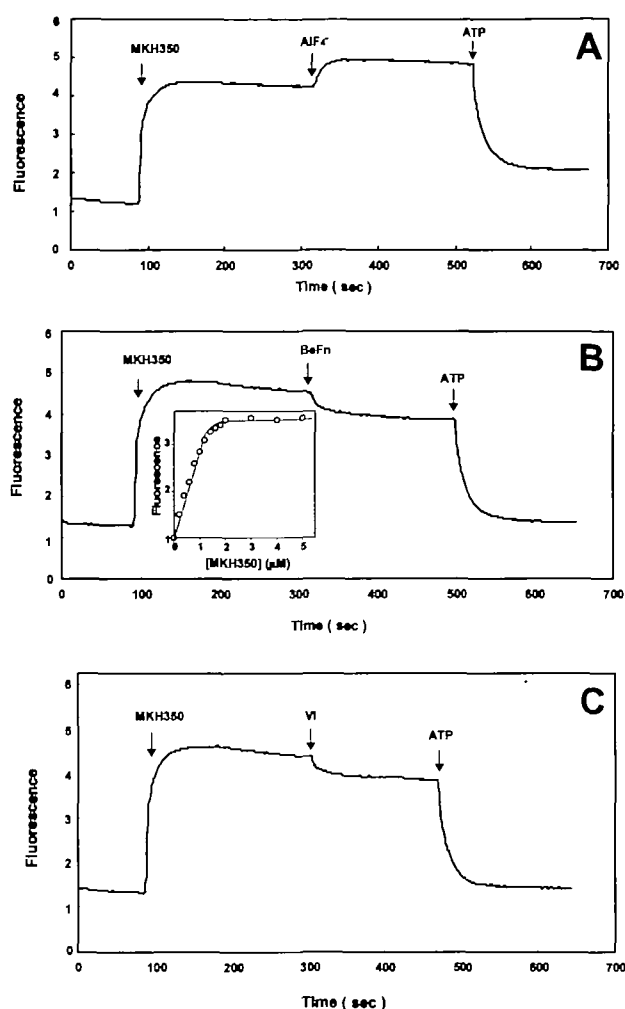 A
MKH350
AlF₄⁻
ATP
6
5
4
3
2
1
0
Fluorescence
0 100 200 300 400 500 600 700
Time ( sec )
B
MKH350
BeFn
ATP
6
5
4
3
2
1
0
Fluorescence
3
2
1
Fluorescence
0 1 2 3 4 5
[MKH350] (µM)
0 100 200 300 400 500 600 700
Time ( sec )
C
MKH350
Vi
ATP
6
5
4
3
2
1
0
Fluorescence
0 100 200 300 400 500 600 700
Time ( sec )